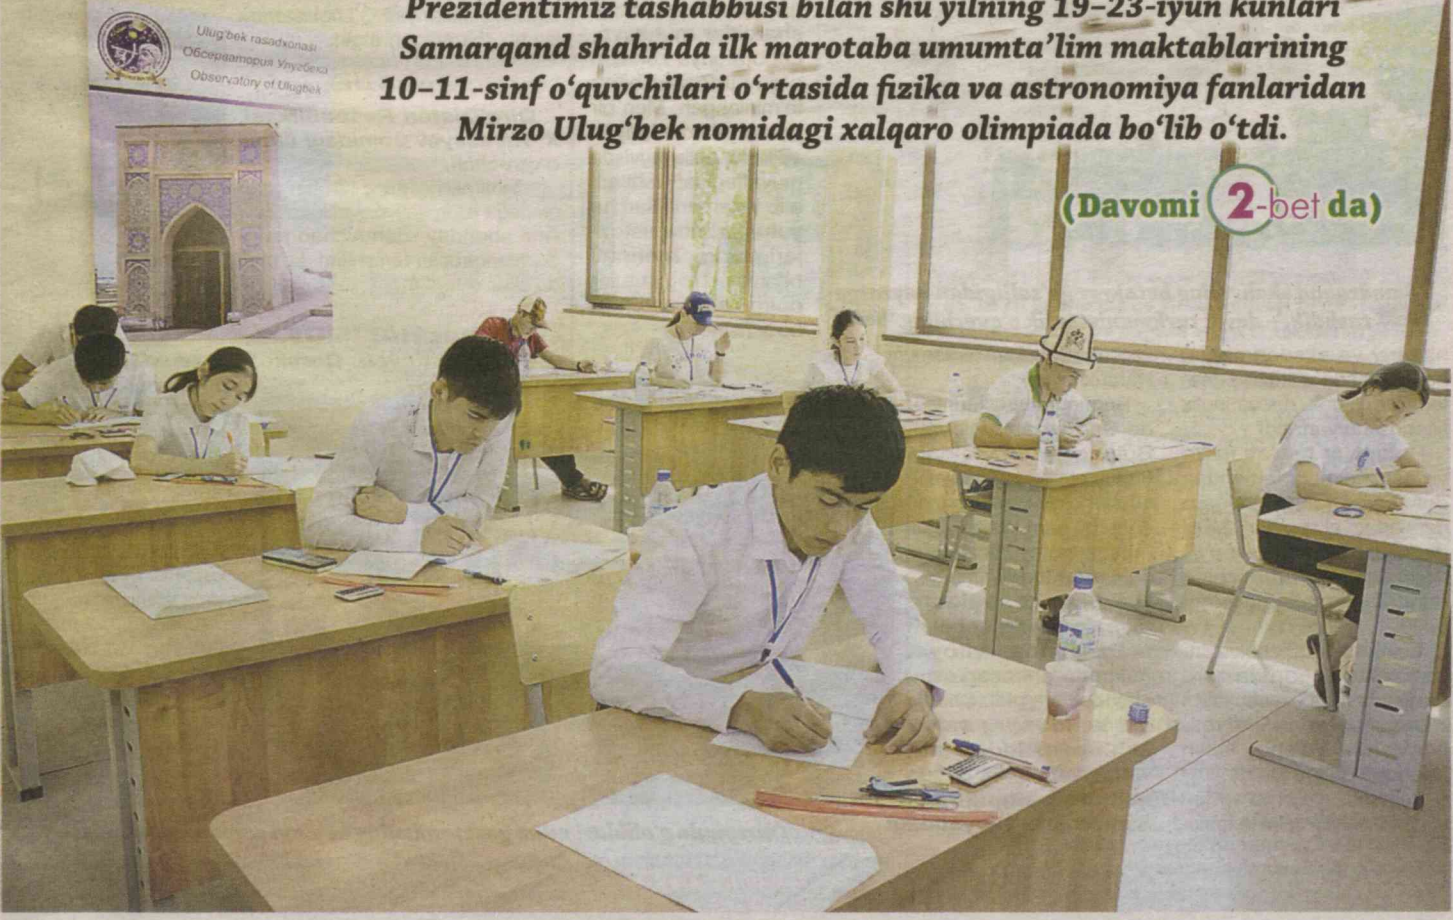 Prezidentimiz tashabbusi bilan shu yilning 19–23-iyun kunlari
Samarqand shahrida ilk marotaba umumta’lim maktablarining
10–11-sinf o‘quvchilari o‘rtasida fizika va astronomiya fanlaridan
Mirzo Ulug‘bek nomidagi xalqaro olimpiada bo‘lib o‘tdi.
(Davomi 2-bet da)
Ulug'bek rasadxonasi
Обсерватория Улугбека
Observatory of Ulugbek